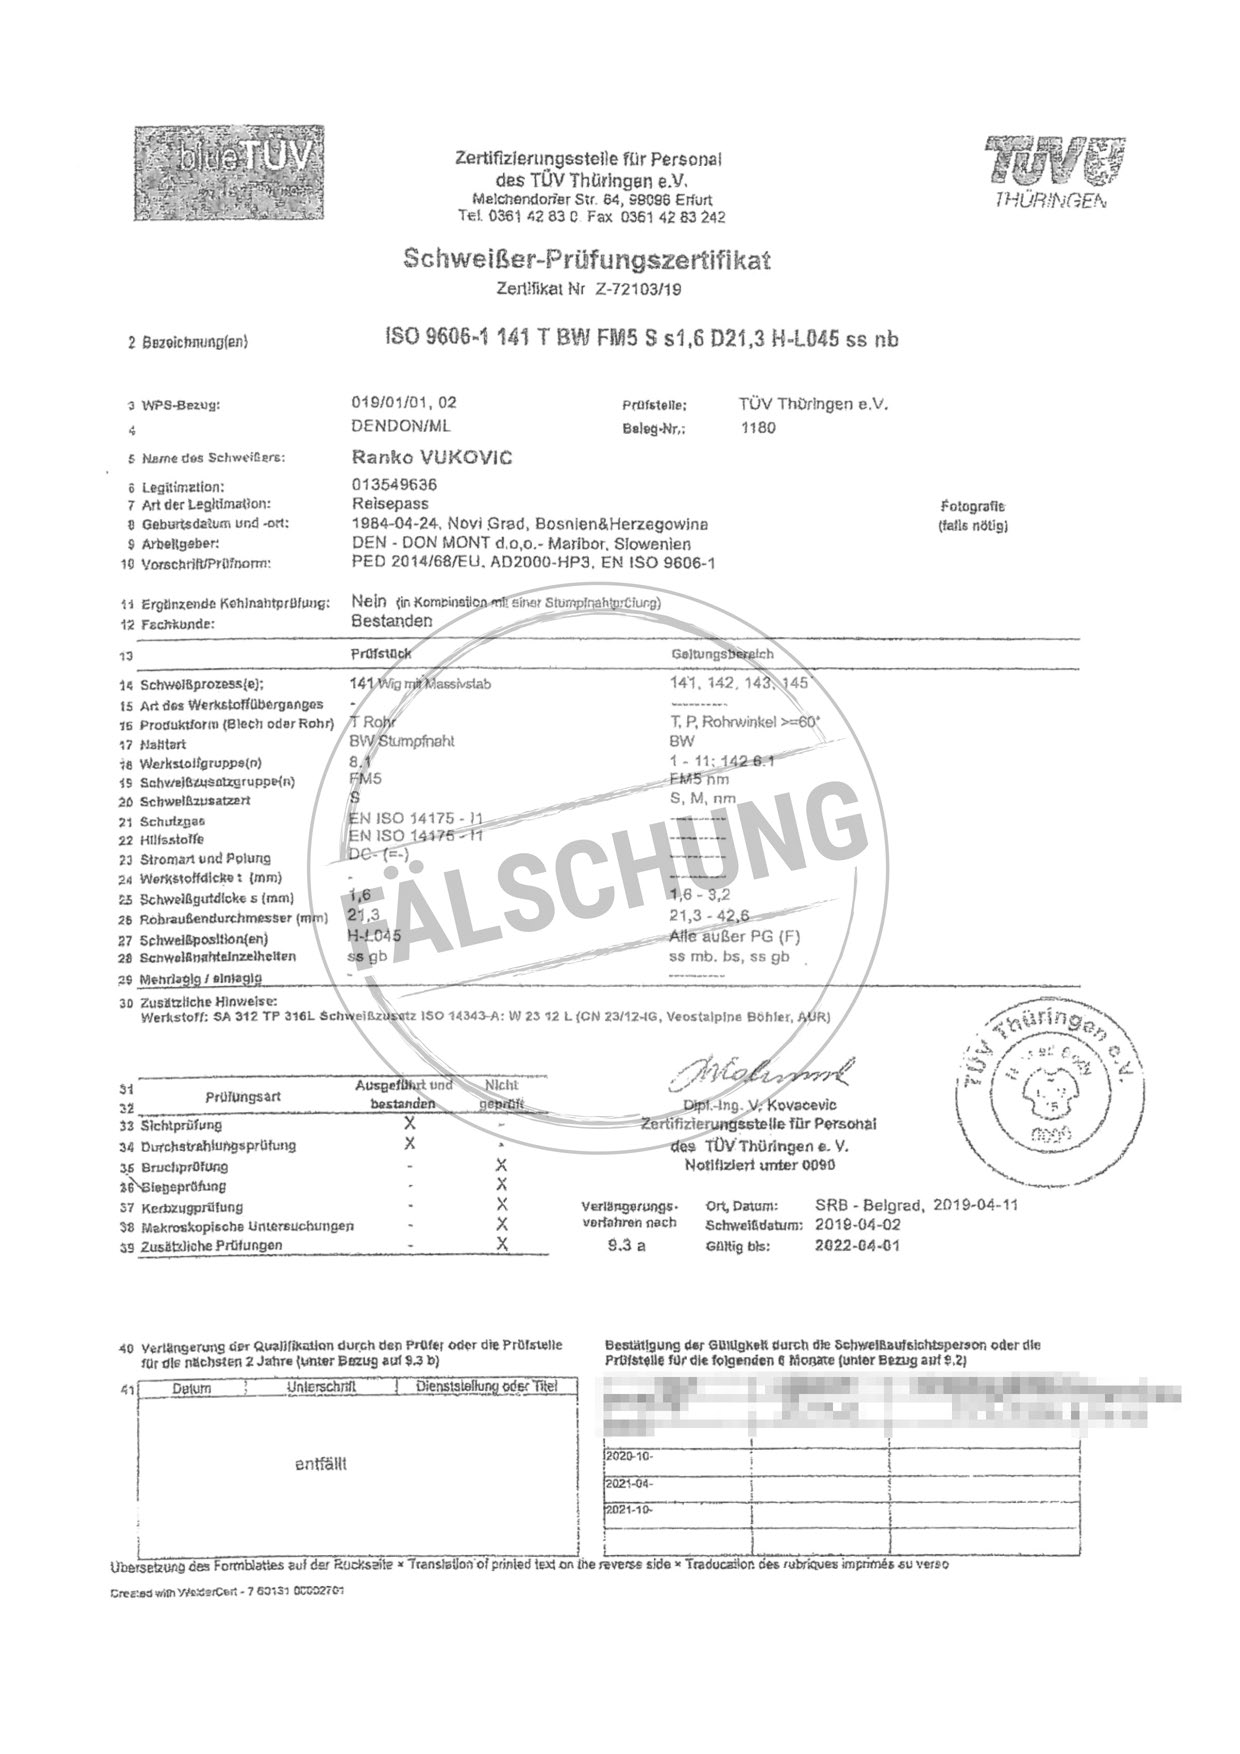 blueTÜV
TÜV
THÜRINGEN
Zertifizierungsstelle für Personal
des TÜV Thüringen e.V.
Melchendorfer Str. 64, 99096 Erfurt
Tel. 0361 42 83 0 Fax 0361 42 83 242
Schweißer-Prüfungszertifikat
Zertifikat Nr Z-72103/19
2 Bezeichnung(en) ISO 9606-1 141 T BW FM5 S s1,6 D21,3 H-L045 ss nb
3 WPS-Bezug: 019/01/01, 02 Prüfstelle: TÜV Thüringen e.V.
4 DENDON/ML Beleg-Nr.: 1180
5 Name des Schweißers: Ranko VUKOVIC
6 Legitimation: 013549636
7 Art der Legitimation: Reisepass Fotografie
8 Geburtsdatum und -ort: 1984-04-24, Novi Grad, Bosnien&Herzegowina (falls nötig)
9 Arbeitgeber: DEN - DON MONT d.o.o.- Maribor, Slowenien
10 Vorschrift/Prüfnorm: PED 2014/68/EU, AD2000-HP3, EN ISO 9606-1
11 Ergänzende Kehlnahtprüfung: Nein (in Kombination mit einer Stumpfnahtprüfung)
12 Fachkunde: Bestanden
13 Prüfstück Geltungsbereich
14 Schweißprozess(e): 141 Wig mit Massivstab 141, 142, 143, 145
15 Art des Werkstoffüberganges - ---------
16 Produktform (Blech oder Rohr) T Rohr T, P, Rohrwinkel >=60°
17 Nahtart BW Stumpfnaht BW
18 Werkstoffgruppe(n) 8.1 1 - 11; 142 6.1
19 Schweißzusatzgruppe(n) FM5 FM5 nm
20 Schweißzusatzart S S, M, nm
21 Schutzgas EN ISO 14175 - I1 ---------
22 Hilfsstoffe EN ISO 14175 - I1 ---------
23 Stromart und Polung DC- (=-) ---------
24 Werkstoffdicke t (mm) - ---------
25 Schweißgutdicke s (mm) 1,6 1,6 - 3,2
26 Rohraußendurchmesser (mm) 21,3 21,3 - 42,6
27 Schweißposition(en) H-L045 Alle außer PG (F)
28 Schweißnahteinzelheiten ss gb ss mb, bs, ss gb
29 Mehrlagig / einlagig - ---------
FÄLSCHUNG
30 Zusätzliche Hinweise:
Werkstoff: SA 312 TP 316L Schweißzusatz ISO 14343-A: W 23 12 L (CN 23/12-IG, Voestalpine Böhler, AUR)
31 Prüfungsart Ausgeführt und Nicht
32 bestanden geprüft
33 Sichtprüfung X -
34 Durchstrahlungsprüfung X -
35 Bruchprüfung - X
36 Biegeprüfung - X
37 Kerbzugprüfung - X
38 Makroskopische Untersuchungen - X
39 Zusätzliche Prüfungen - X
Dipl.-Ing. V. Kovacevic
Zertifizierungsstelle für Personal
des TÜV Thüringen e. V.
Notifiziert unter 0090
TÜV Thüringen e.V.
0090
Verlängerungs- Ort, Datum: SRB - Belgrad, 2019-04-11
verfahren nach Schweißdatum: 2019-04-02
9.3 a Gültig bis: 2022-04-01
40 Verlängerung der Qualifikation durch den Prüfer oder die Prüfstelle
für die nächsten 2 Jahre (unter Bezug auf 9.3 b)
41 Datum Unterschrift Dienststellung oder Titel
entfällt
Bestätigung der Gültigkeit durch die Schweißaufsichtsperson oder die
Prüfstelle für die folgenden 6 Monate (unter Bezug auf 9.2)
2020-10-
2021-04-
2021-10-
Übersetzung des Formblattes auf der Rückseite × Translation of printed text on the reverse side × Traducation des rubriques imprimés au verso
Created with WelderCert - 7 60131 00002701